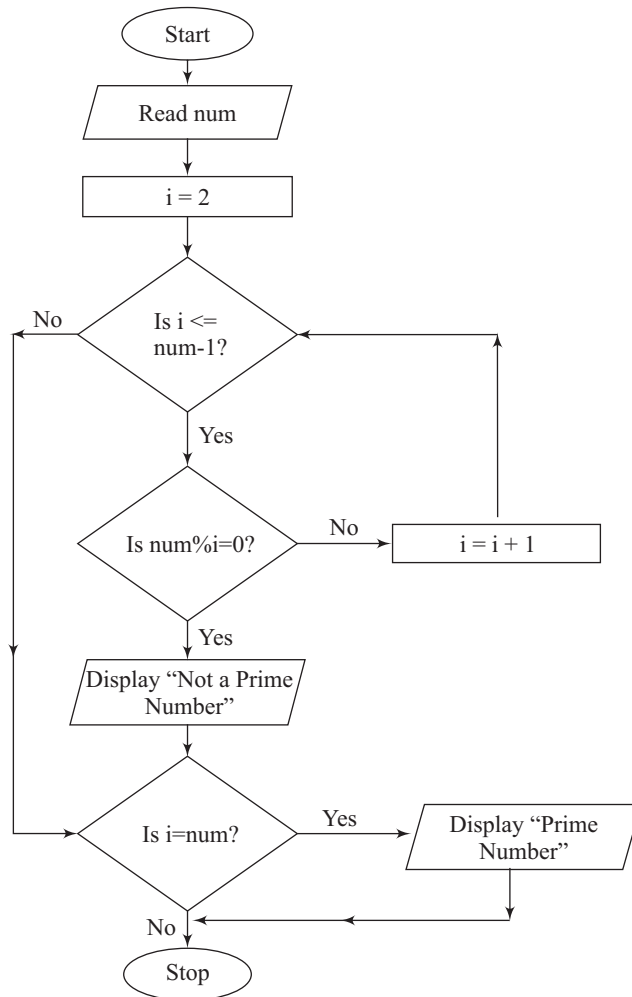 Start
Read num
i = 2
Is i <=
num-1?
No
Yes
Is num%i=0?
No
i = i + 1
Yes
Display “Not a Prime
Number”
Is i=num?
Yes
Display “Prime
Number”
No
Stop